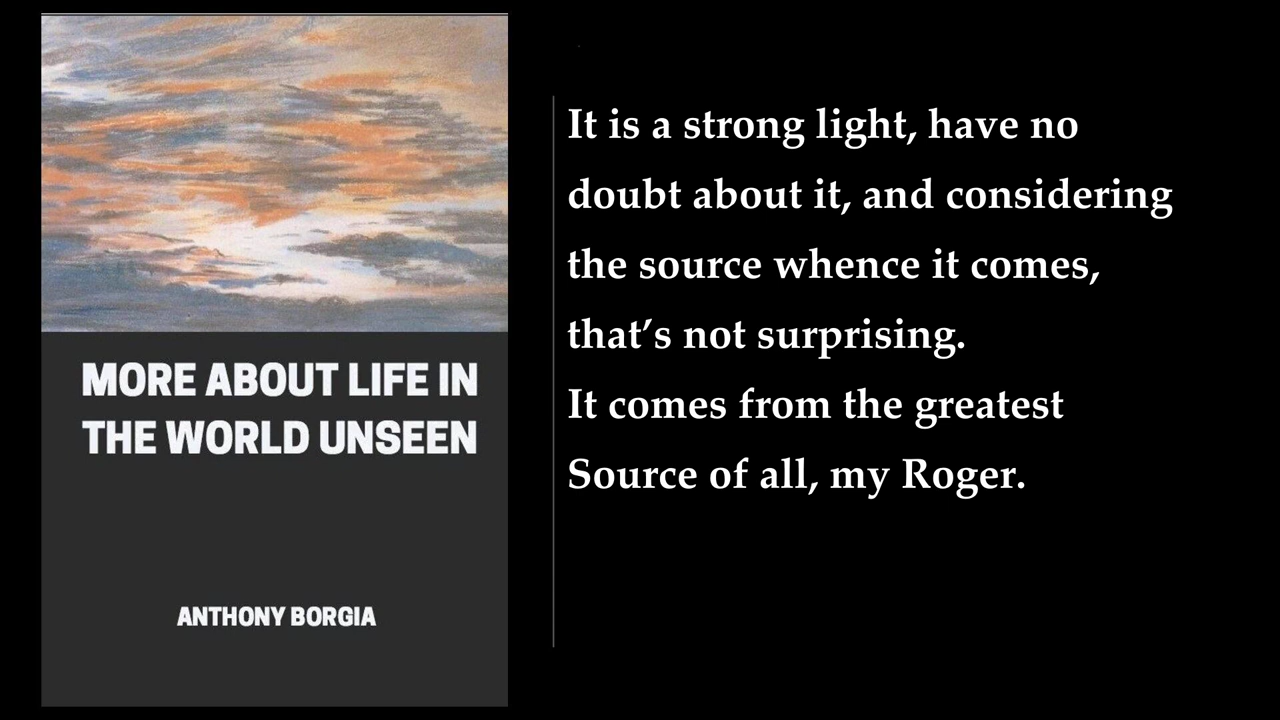 MORE ABOUT LIFE IN
THE WORLD UNSEEN
ANTHONY BORGIA
It is a strong light, have no
doubt about it, and considering
the source whence it comes,
that’s not surprising.
It comes from the greatest
Source of all, my Roger.